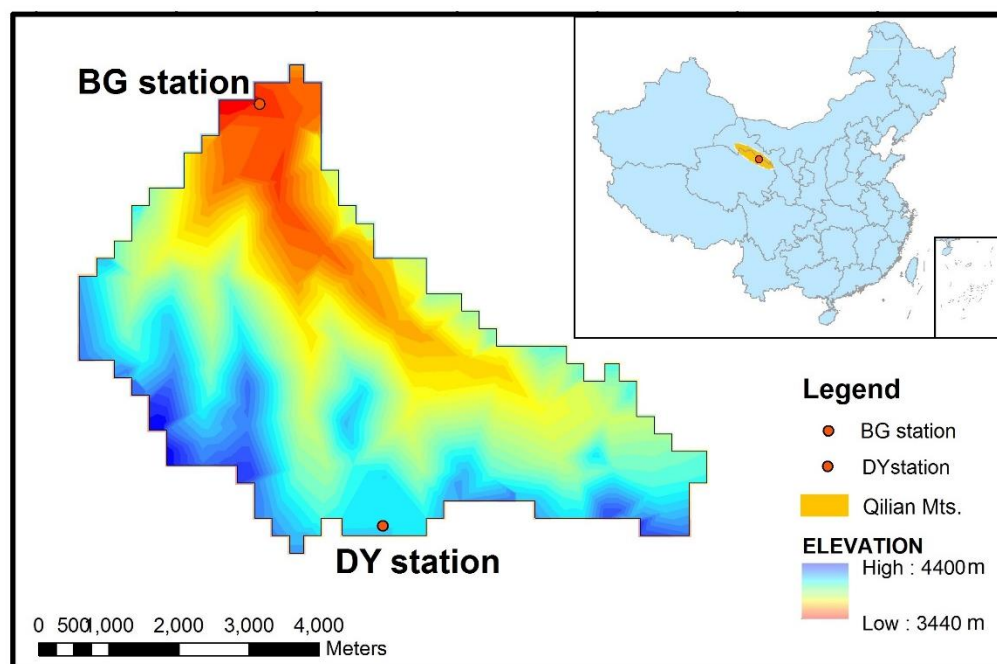 BG station
DY station
Legend
BG station
DYstation
Qilian Mts.
ELEVATION
High : 4400 m
Low : 3440 m
0 500 1,000 2,000 3,000 4,000
Meters